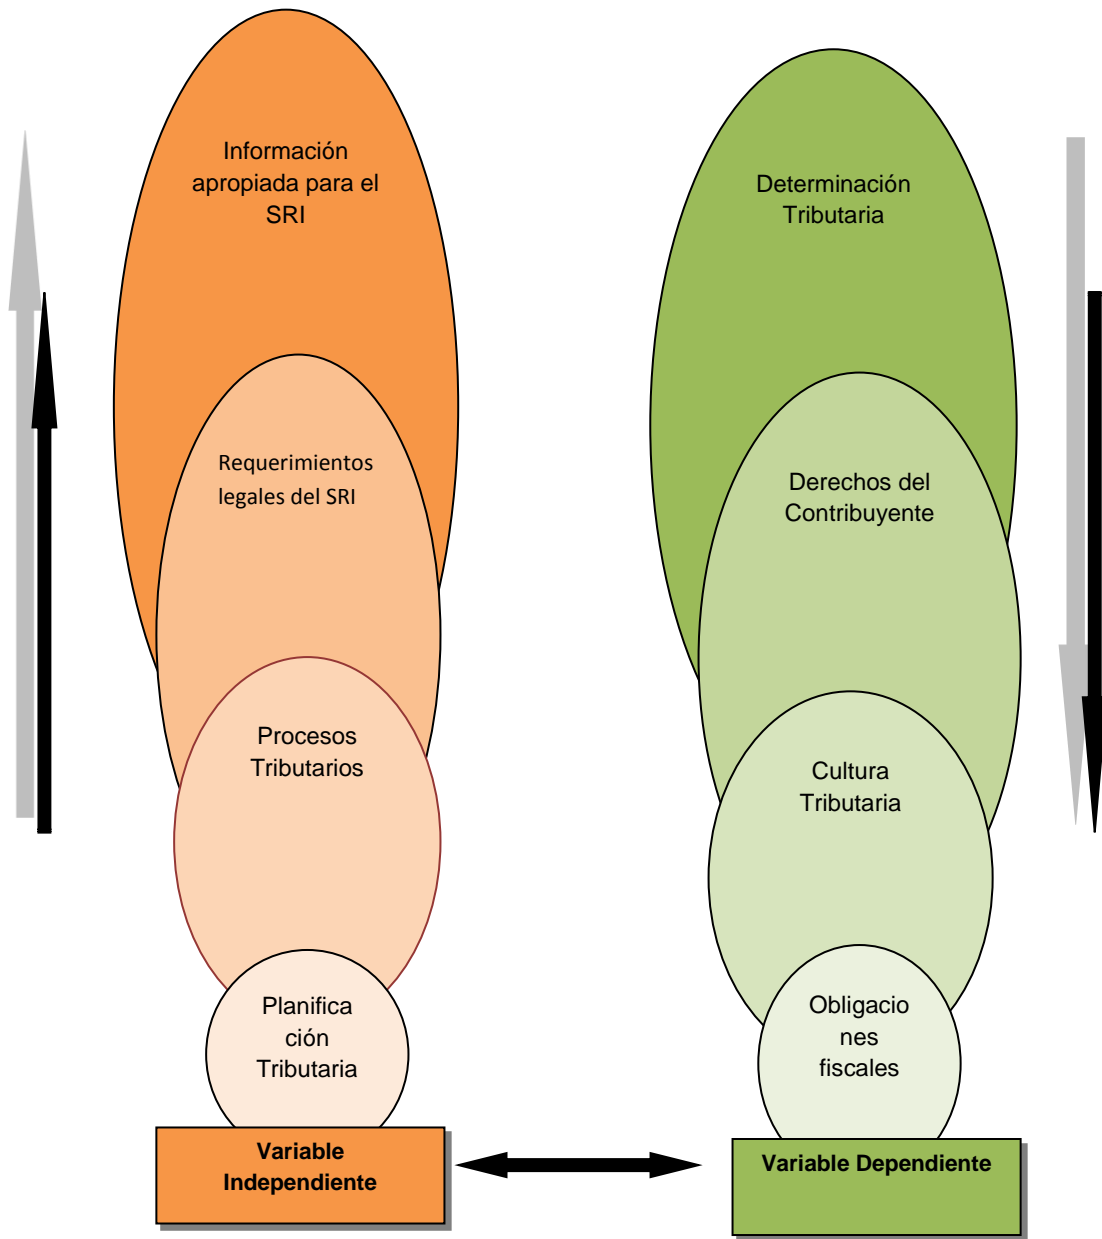 Información
apropiada para el
SRI
Requerimientos
legales del SRI
Procesos
Tributarios
Planifica
ción
Tributaria
Variable
Independiente
Determinación
Tributaria
Derechos del
Contribuyente
Cultura
Tributaria
Obligacio
nes
fiscales
Variable Dependiente